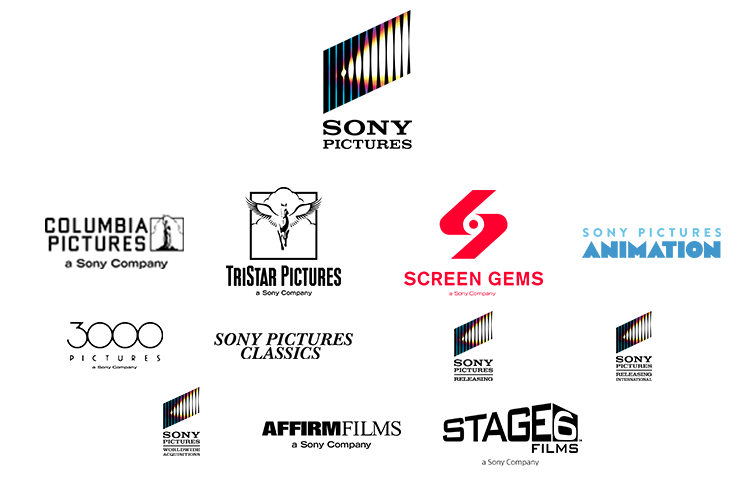 SONY
PICTURES
COLUMBIA
PICTURES
a Sony Company
TRISTAR PICTURES
a Sony Company
SCREEN GEMS
a Sony Company
SONY PICTURES
ANIMATION
3000
PICTURES
a Sony Company
SONY PICTURES
CLASSICS
SONY
PICTURES
RELEASING
SONY
PICTURES
RELEASING
INTERNATIONAL
SONY
PICTURES
WORLDWIDE
ACQUISITIONS
AFFIRMFILMS
a Sony Company
STAGE6
FILMS
a Sony Company